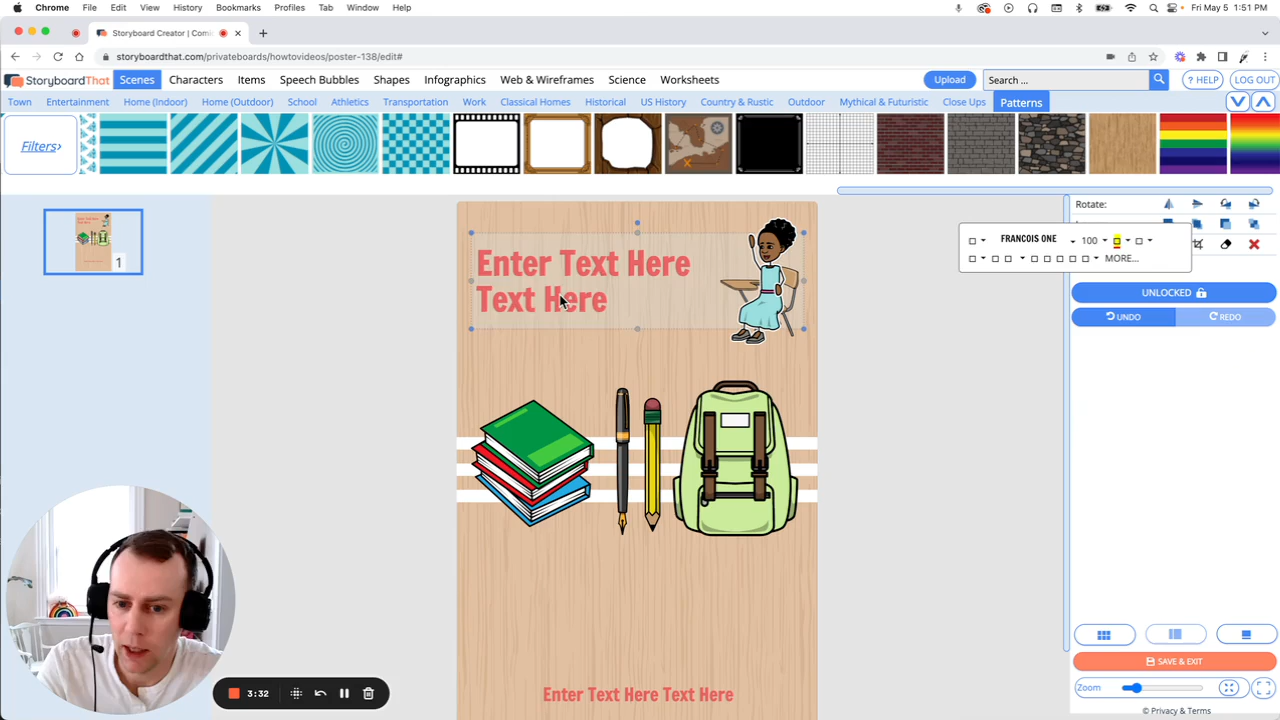 Chrome File Edit View History Bookmarks Profiles Tab Window Help Fri May 5 1:51 PM
Storyboard Creator | Comi
storyboardthat.com/privateboards/howtovideos/poster-138/edit#
StoryboardThat Scenes Characters Items Speech Bubbles Shapes Infographics Web & Wireframes Science Worksheets Upload Search ... ? HELP LOG OUT
Town Entertainment Home (Indoor) Home (Outdoor) School Athletics Transportation Work Classical Homes Historical US History Country & Rustic Outdoor Mythical & Futuristic Close Ups Patterns
Filters›
Rotate:
FRANCOIS ONE 100
MORE...
1
Enter Text Here
Text Here
UNLOCKED
UNDO REDO
SAVE & EXIT
Zoom
3:32
Enter Text Here Text Here
© Privacy & Terms